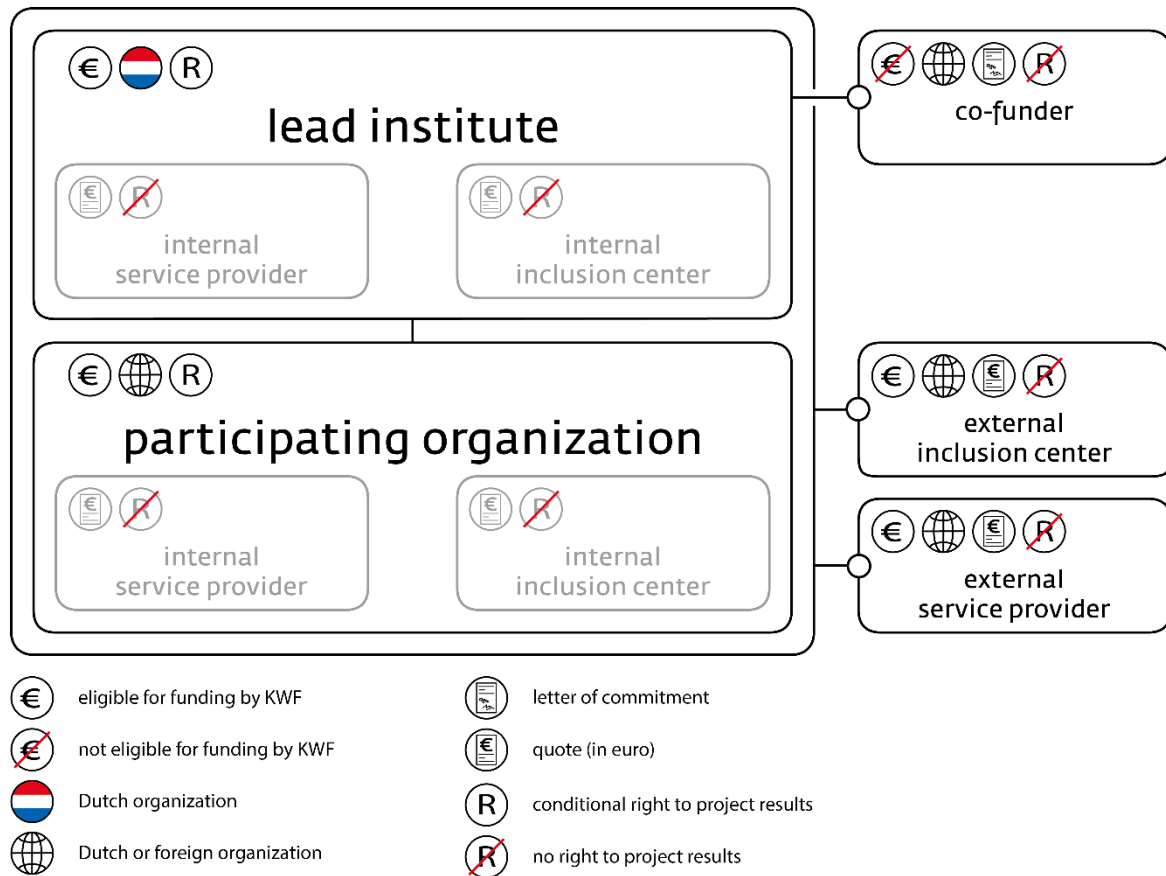 € R
lead institute
€ R
internal
service provider
€ R
internal
inclusion center
€ R
co-funder
€ R
participating organization
€ R
internal
service provider
€ R
internal
inclusion center
€ € R
external
inclusion center
€ € R
external
service provider
€ eligible for funding by KWF
€ not eligible for funding by KWF
Dutch organization
Dutch or foreign organization
letter of commitment
€ quote (in euro)
R conditional right to project results
R no right to project results